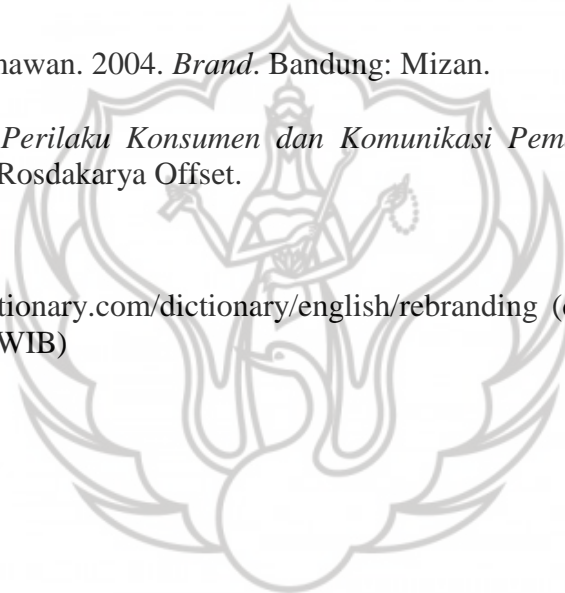 nawan. 2004. Brand. Bandung: Mizan.
Perilaku Konsumen dan Komunikasi Pem
Rosdakarya Offset.
tionary.com/dictionary/english/rebranding (
WIB)